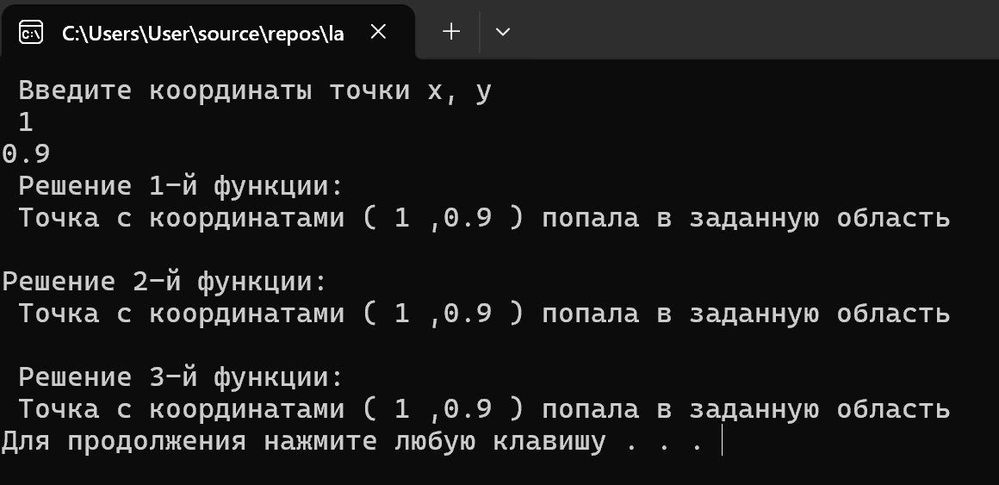 C:\Users\User\source\repos\la
Введите координаты точки x, y
1
0.9
Решение 1-й функции:
Точка с координатами ( 1 ,0.9 ) попала в заданную область
Решение 2-й функции:
Точка с координатами ( 1 ,0.9 ) попала в заданную область
Решение 3-й функции:
Точка с координатами ( 1 ,0.9 ) попала в заданную область
Для продолжения нажмите любую клавишу . . .